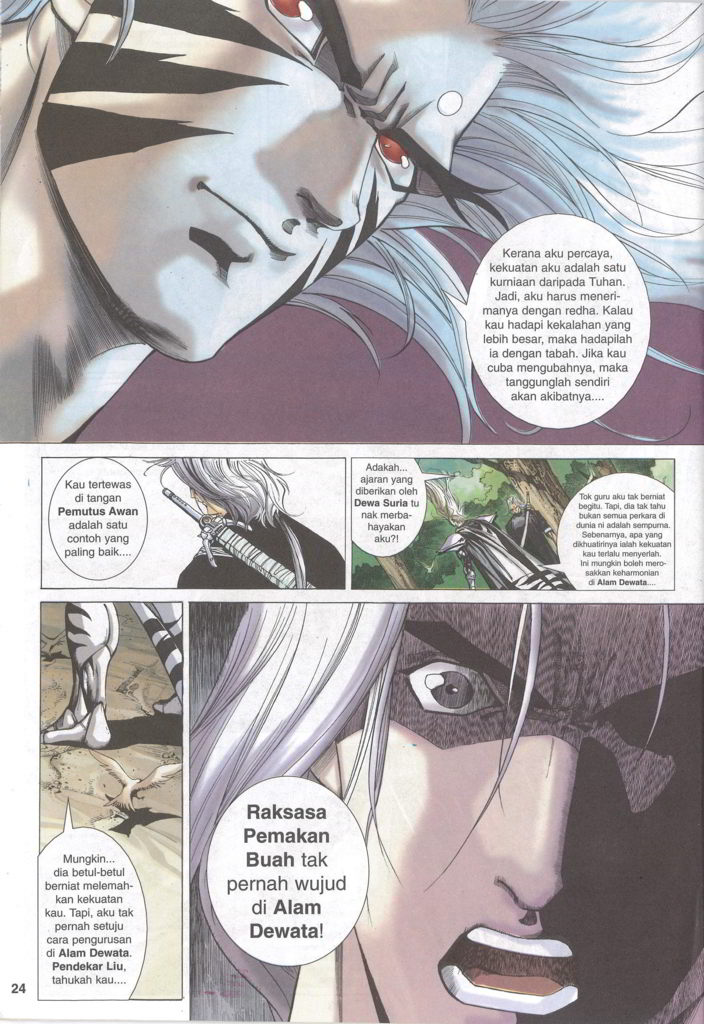 Kerana aku percaya,
kekuatan aku adalah satu
kurniaan daripada Tuhan.
Jadi, aku harus meneri-
manya dengan redha. Kalau
kau hadapi kekalahan yang
lebih besar, maka hadapilah
ia dengan tabah. Jika kau
cuba mengubahnya, maka
tanggunglah sendiri
akan akibatnya....
Kau tertewas
di tangan
Pemutus Awan
adalah satu
contoh yang
paling baik....
Adakah...
ajaran yang
diberikan oleh
Dewa Suria tu
nak merba-
hayakan
aku?!
Tok guru aku tak berniat
begitu. Tapi, dia tak tahu
bukan semua perkara di
dunia ni adalah sempurna.
Sebenarnya, apa yang
dikhuatirinya ialah kekuatan
kau terlalu menyerlah.
Ini mungkin boleh mero-
sakkan keharmonian
di Alam Dewata....
Mungkin...
dia betul-betul
berniat melemah-
kan kekuatan
kau. Tapi, aku tak
pernah setuju
cara pengurusan
di Alam Dewata.
Pendekar Liu,
tahukah kau....
Raksasa
Pemakan
Buah tak
pernah wujud
di Alam
Dewata!
24